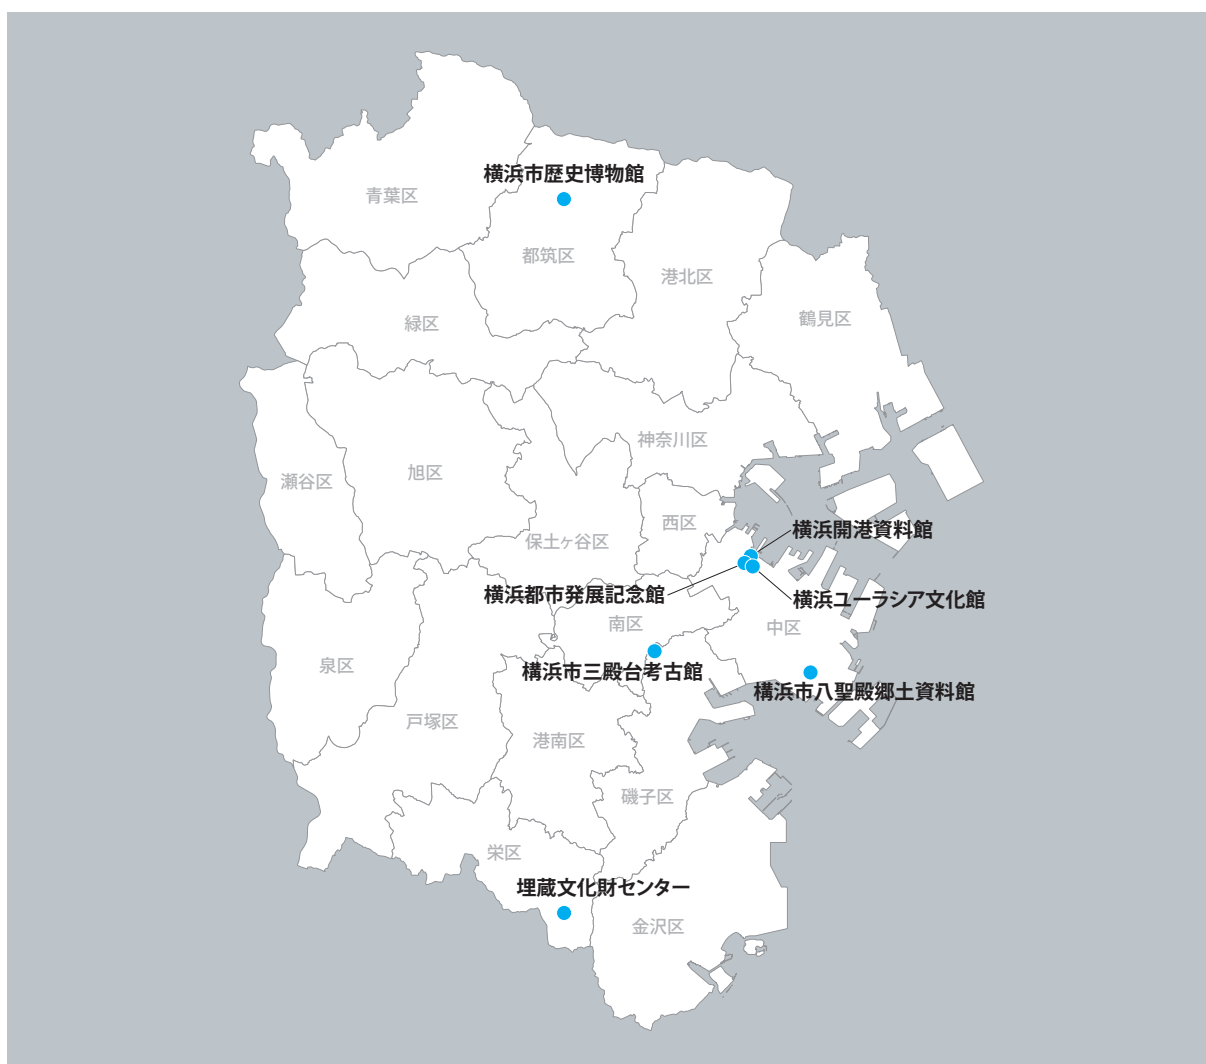 横浜市歴史博物館
青葉区
都筑区
港北区
緑区
鶴見区
神奈川区
旭区
瀬谷区
西区
横浜開港資料館
保土ヶ谷区
横浜都市発展記念館
横浜ユーラシア文化館
南区
中区
泉区
横浜市三殿台考古館
横浜市八聖殿郷土資料館
戸塚区
港南区
磯子区
栄区
埋蔵文化財センター
金沢区